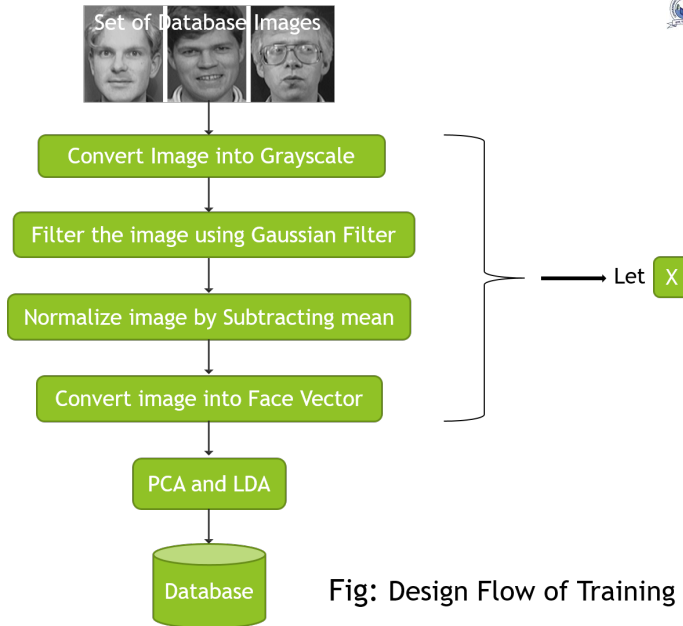 Set of Database Images
Convert Image into Grayscale
Filter the image using Gaussian Filter
Normalize image by Subtracting mean
Convert image into Face Vector
Let X
PCA and LDA
Database
Fig: Design Flow of Training